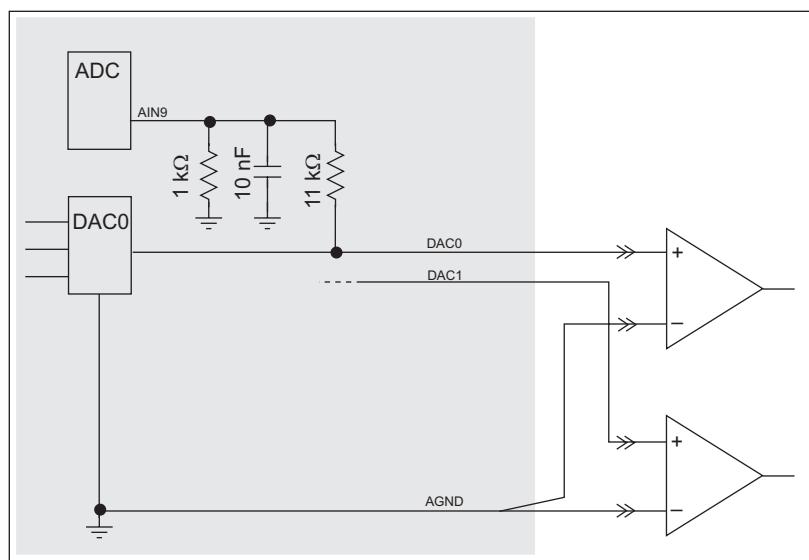 ADC
AIN9
1 kΩ
10 nF
11 kΩ
DAC0
DAC0
DAC1
AGND
+
−
+
−